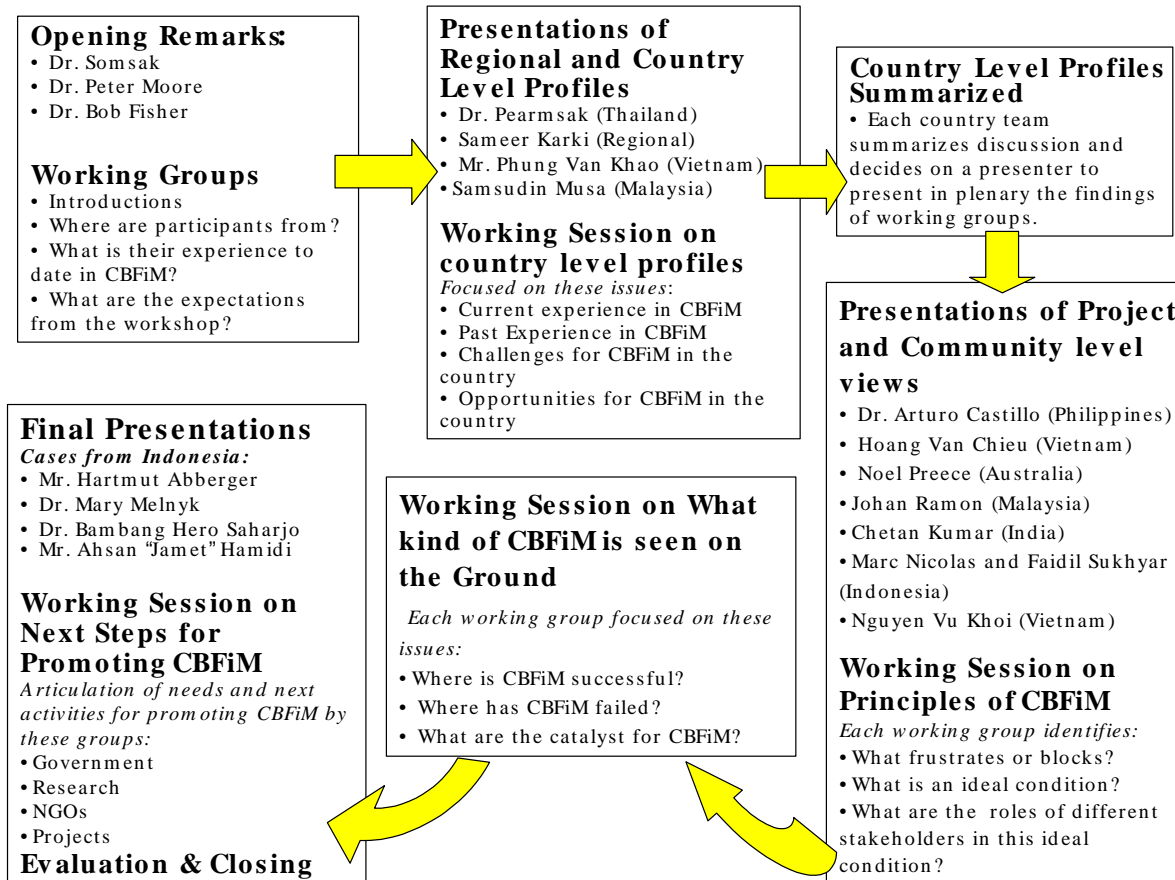 Opening Remarks:
• Dr. Somsak
• Dr. Peter Moore
• Dr. Bob Fisher
Working Groups
• Introductions
• Where are participants from?
• What is their experience to
date in CBFiM?
• What are the expectations
from the workshop?
Presentations of
Regional and Country
Level Profiles
• Dr. Pearmsak (Thailand)
• Sameer Karki (Regional)
• Mr. Phung Van Khao (Vietnam)
• Samsudin Musa (Malaysia)
Working Session on
country level profiles
Focused on these issues:
• Current experience in CBFiM
• Past Experience in CBFiM
• Challenges for CBFiM in the
country
• Opportunities for CBFiM in the
country
Country Level Profiles
Summarized
• Each country team
summarizes discussion and
decides on a presenter to
present in plenary the findings
of working groups.
Presentations of Project
and Community level
views
• Dr. Arturo Castillo (Philippines)
• Hoang Van Chieu (Vietnam)
• Noel Preece (Australia)
• Johan Ramon (Malaysia)
• Chetan Kumar (India)
• Marc Nicolas and Faidil Sukhyar
(Indonesia)
• Nguyen Vu Khoi (Vietnam)
Working Session on
Principles of CBFiM
Each working group identifies:
• What frustrates or blocks?
• What is an ideal condition?
• What are the roles of different
stakeholders in this ideal
condition?
Working Session on What
kind of CBFiM is seen on
the Ground
Each working group focused on these
issues:
• Where is CBFiM successful?
• Where has CBFiM failed?
• What are the catalyst for CBFiM?
Final Presentations
Cases from Indonesia:
• Mr. Hartmut Abberger
• Dr. Mary Melnyk
• Dr. Bambang Hero Saharjo
• Mr. Ahsan "Jamet" Hamidi
Working Session on
Next Steps for
Promoting CBFiM
Articulation of needs and next
activities for promoting CBFiM by
these groups:
• Government
• Research
• NGOs
• Projects
Evaluation & Closing